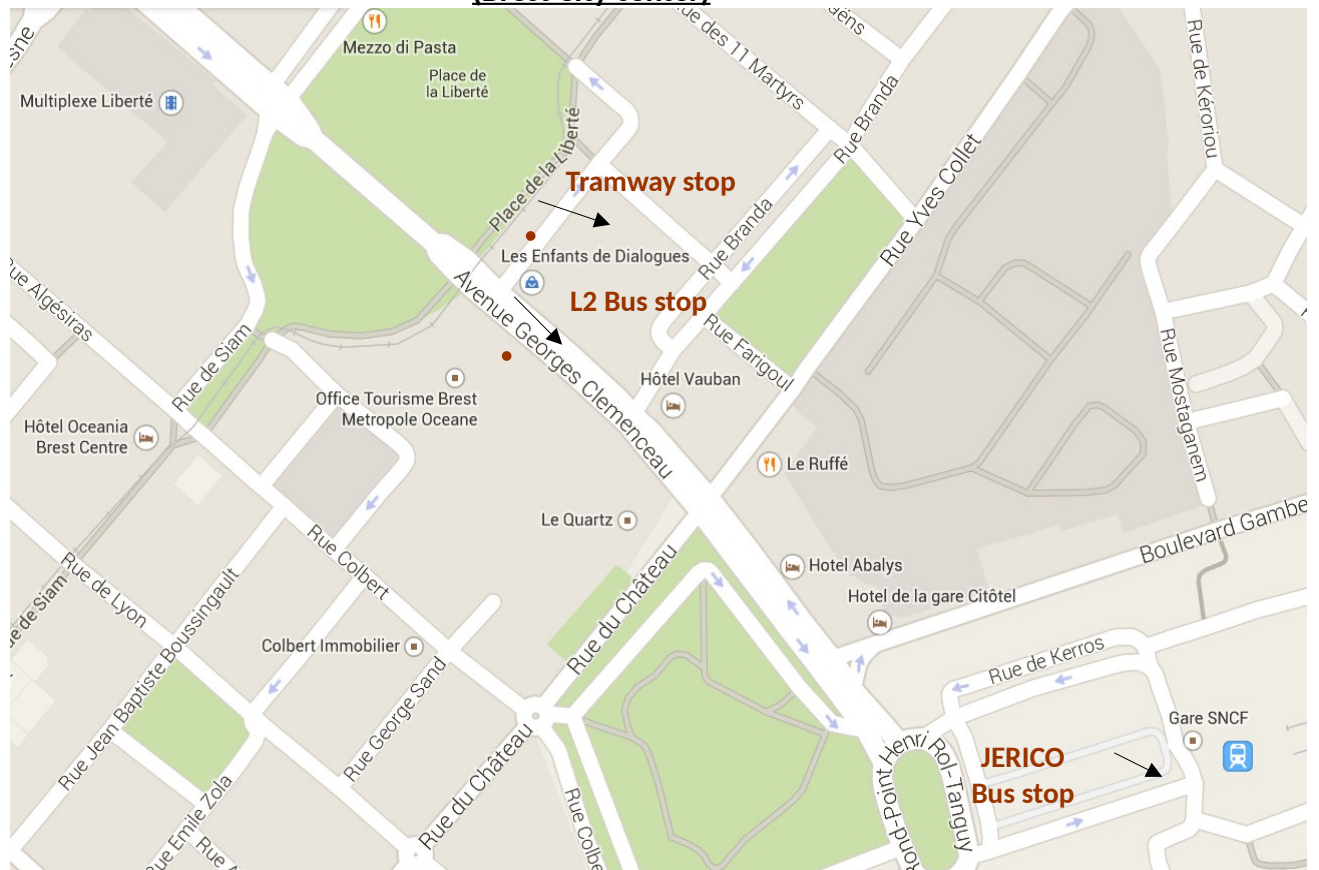 (Brest city center)
Mezzo di Pasta
Place de
la Liberté
Multiplexe Liberté
Rue des 11 Martyrs
Rue Branda
Rue de Kéroriou
Rue Yves Collet
Place de la Liberté
Tramway stop
Rue Branda
Les Enfants de Dialogues
L2 Bus stop
Rue Algésiras
Avenue Georges Clemenceau
Rue Farigoul
Rue de Siam
Office Tourisme Brest
Metropole Oceane
Hôtel Vauban
Rue Mostaganem
Hôtel Oceania
Brest Centre
Le Ruffé
Le Quartz
Boulevard Gambe
Rue Colbert
Hotel Abalys
Hotel de la gare Citôtel
Rue de Lyon
Rue du Château
Rue Jean Baptiste Boussingault
Colbert Immobilier
Rue de Kerros
Rue George Sand
Gare SNCF
Rond-Point Henri Rol-Tanguy
JERICO
Bus stop
Rue du Château
Rue Emile Zola
Rue Colbe